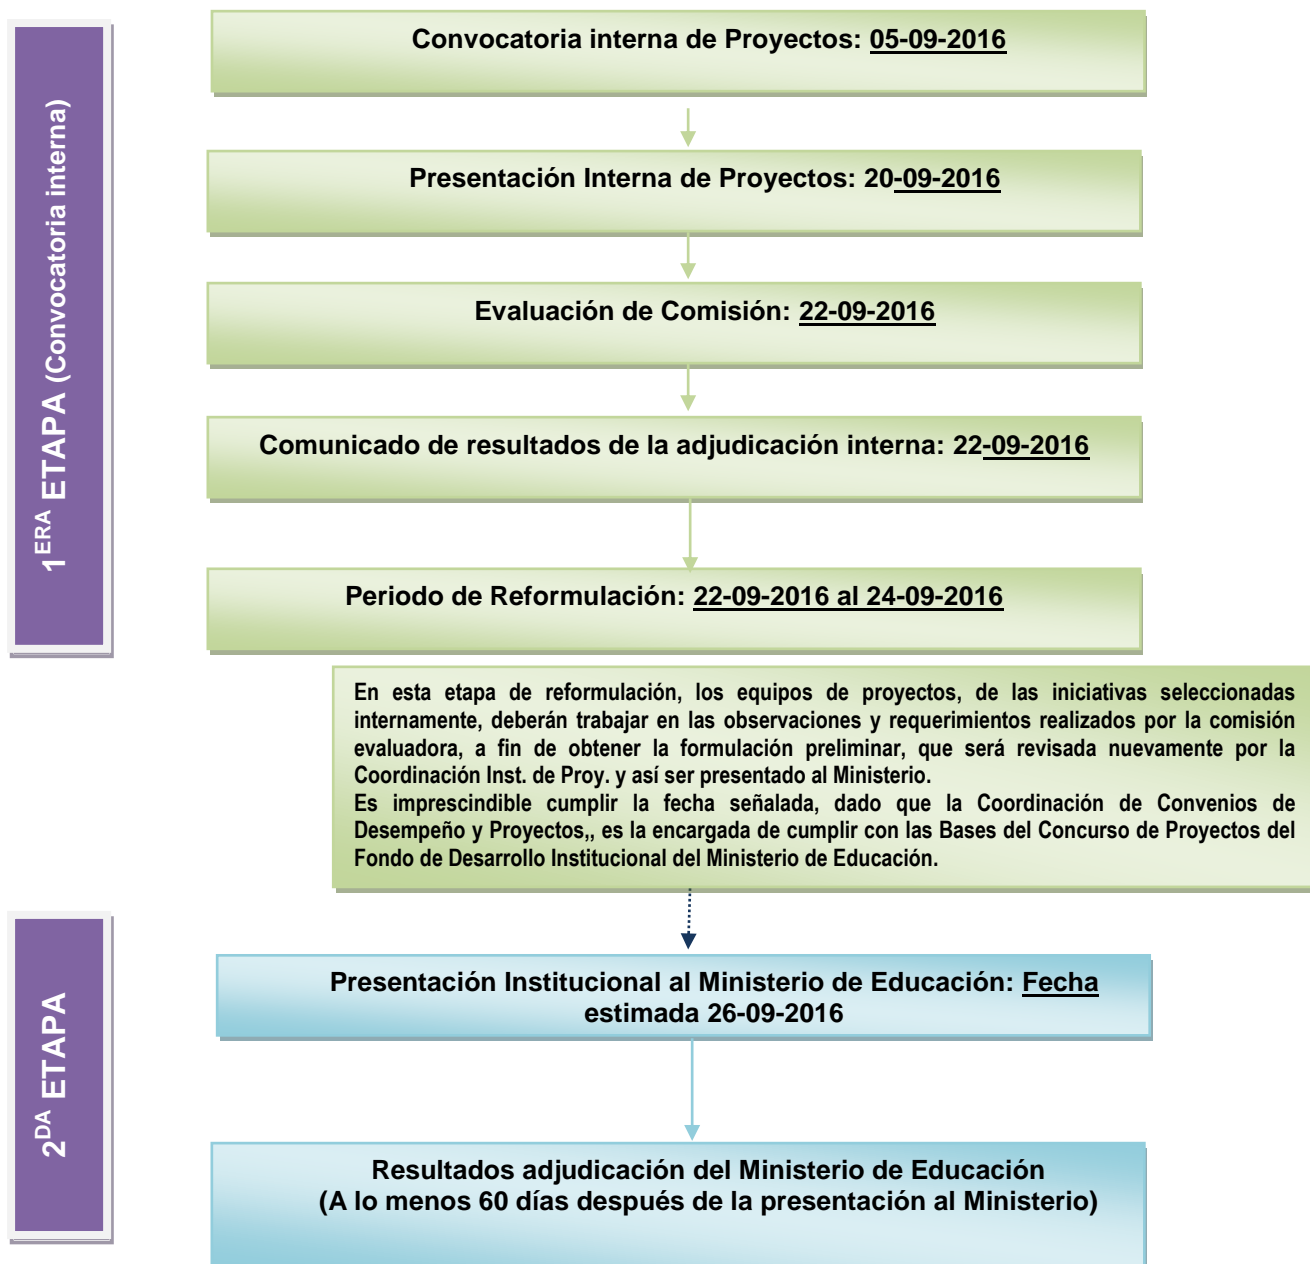 1ERA ETAPA (Convocatoria interna)
Convocatoria interna de Proyectos: 05-09-2016
Presentación Interna de Proyectos: 20-09-2016
Evaluación de Comisión: 22-09-2016
Comunicado de resultados de la adjudicación interna: 22-09-2016
Periodo de Reformulación: 22-09-2016 al 24-09-2016
En esta etapa de reformulación, los equipos de proyectos, de las iniciativas seleccionadas
internamente, deberán trabajar en las observaciones y requerimientos realizados por la comisión
evaluadora, a fin de obtener la formulación preliminar, que será revisada nuevamente por la
Coordinación Inst. de Proy. y así ser presentado al Ministerio.
Es imprescindible cumplir la fecha señalada, dado que la Coordinación de Convenios de
Desempeño y Proyectos,, es la encargada de cumplir con las Bases del Concurso de Proyectos del
Fondo de Desarrollo Institucional del Ministerio de Educación.
2DA ETAPA
Presentación Institucional al Ministerio de Educación: Fecha
estimada 26-09-2016
Resultados adjudicación del Ministerio de Educación
(A lo menos 60 días después de la presentación al Ministerio)